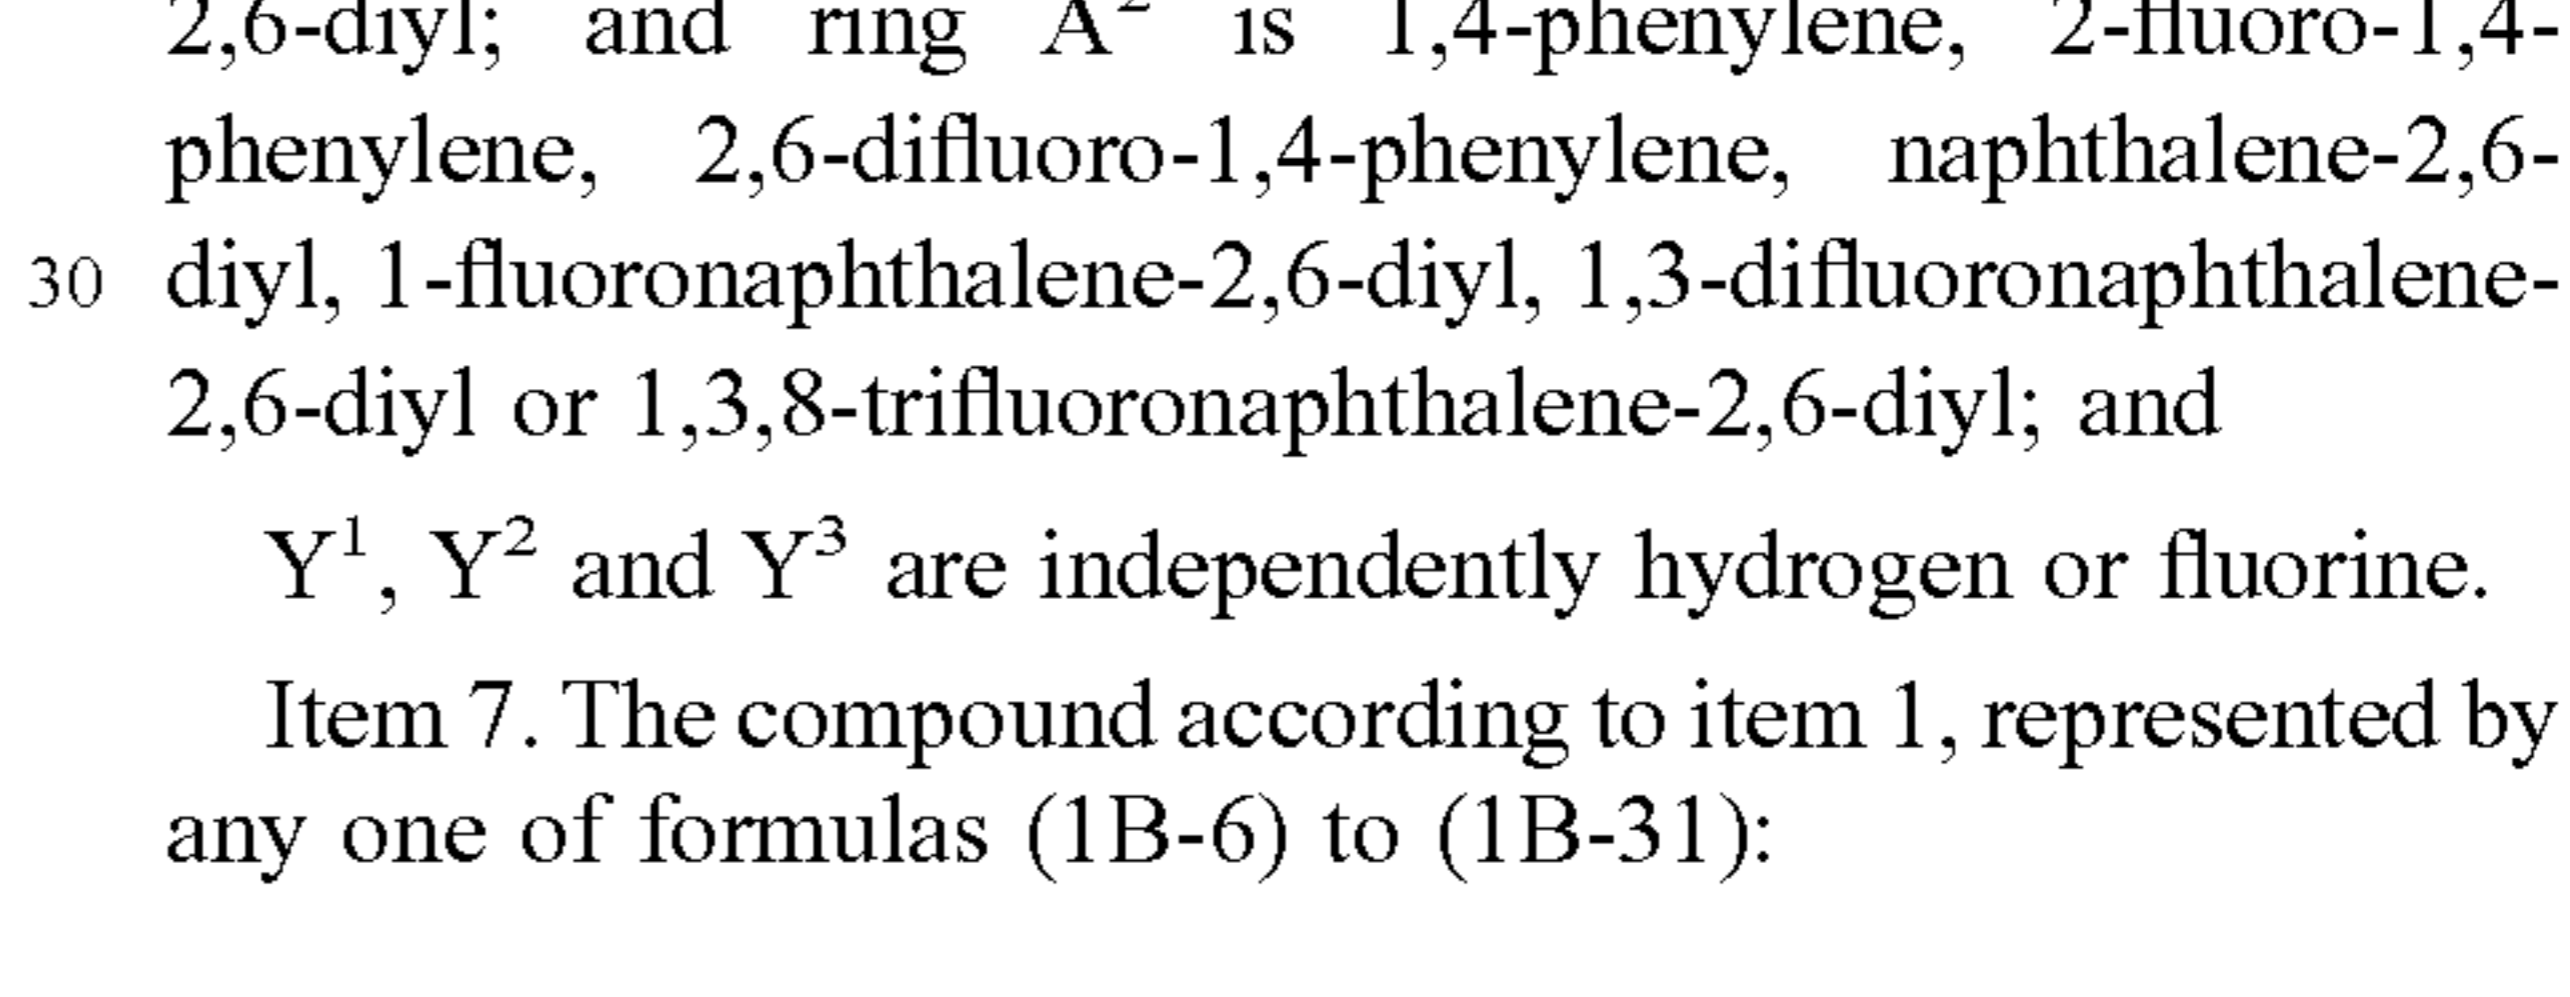 2,6-diyl; and ring A² is 1,4-phenylene, 2-fluoro-1,4-
phenylene, 2,6-difluoro-1,4-phenylene, naphthalene-2,6-
30 diyl, 1-fluoronaphthalene-2,6-diyl, 1,3-difluoronaphthalene-
2,6-diyl or 1,3,8-trifluoronaphthalene-2,6-diyl; and
Y¹, Y² and Y³ are independently hydrogen or fluorine.
Item 7. The compound according to item 1, represented by
any one of formulas (1B-6) to (1B-31):